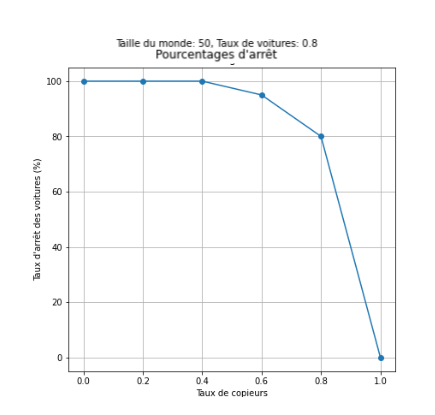 Taille du monde: 50, Taux de voitures: 0.8
Pourcentages d'arrêt
100
80
60
40
20
0
Taux d'arrêt des voitures (%)
0.0 0.2 0.4 0.6 0.8 1.0
Taux de copieurs